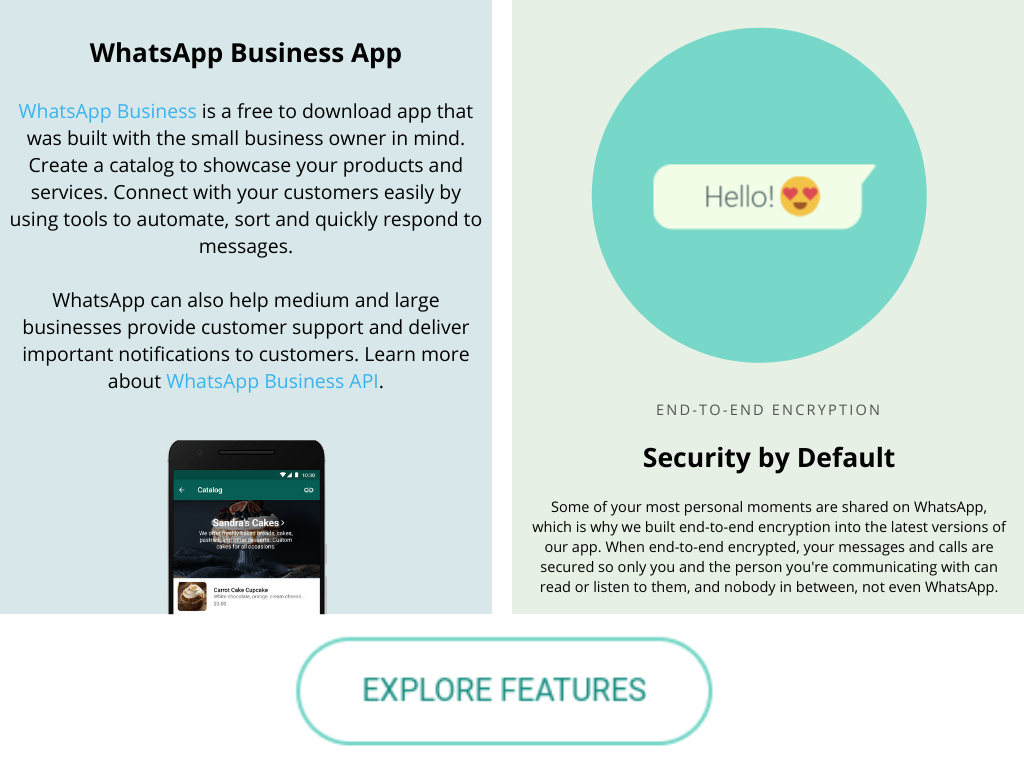 WhatsApp Business App
WhatsApp Business is a free to download app that
was built with the small business owner in mind.
Create a catalog to showcase your products and
services. Connect with your customers easily by
using tools to automate, sort and quickly respond to
messages.
WhatsApp can also help medium and large
businesses provide customer support and deliver
important notifications to customers. Learn more
about WhatsApp Business API.
10:30
Catalog
Sandra's Cakes
We offer freshly baked breads, cakes,
pastries, and other desserts. Custom
cakes for all occasions.
Carrot Cake Cupcake
White chocolate, orange, cream cheese...
$3.00
Hello!
END-TO-END ENCRYPTION
Security by Default
Some of your most personal moments are shared on WhatsApp,
which is why we built end-to-end encryption into the latest versions of
our app. When end-to-end encrypted, your messages and calls are
secured so only you and the person you're communicating with can
read or listen to them, and nobody in between, not even WhatsApp.
EXPLORE FEATURES